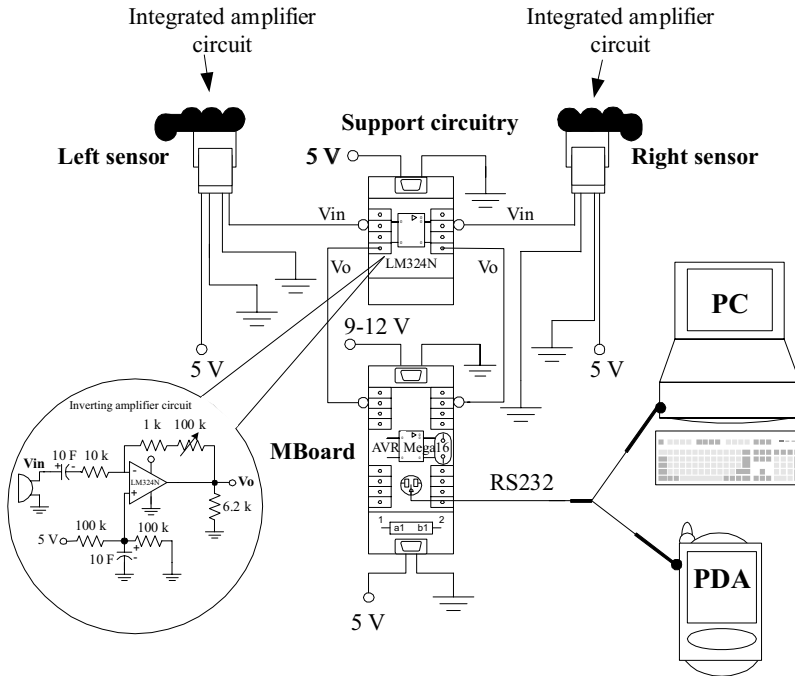 Integrated amplifier
circuit
Integrated amplifier
circuit
Left sensor
Support circuitry
Right sensor
5 V
Vin
Vin
Vo
LM324N
Vo
5 V
9-12 V
5 V
PC
Inverting amplifier circuit
1 k
100 k
Vin
10 F
+
-
10 k
-
LM324N
+
Vo
6.2 k
5 V
100 k
100 k
10 F
+
-
MBoard
AVR Mega16
RS232
1
a1
b1
2
5 V
PDA